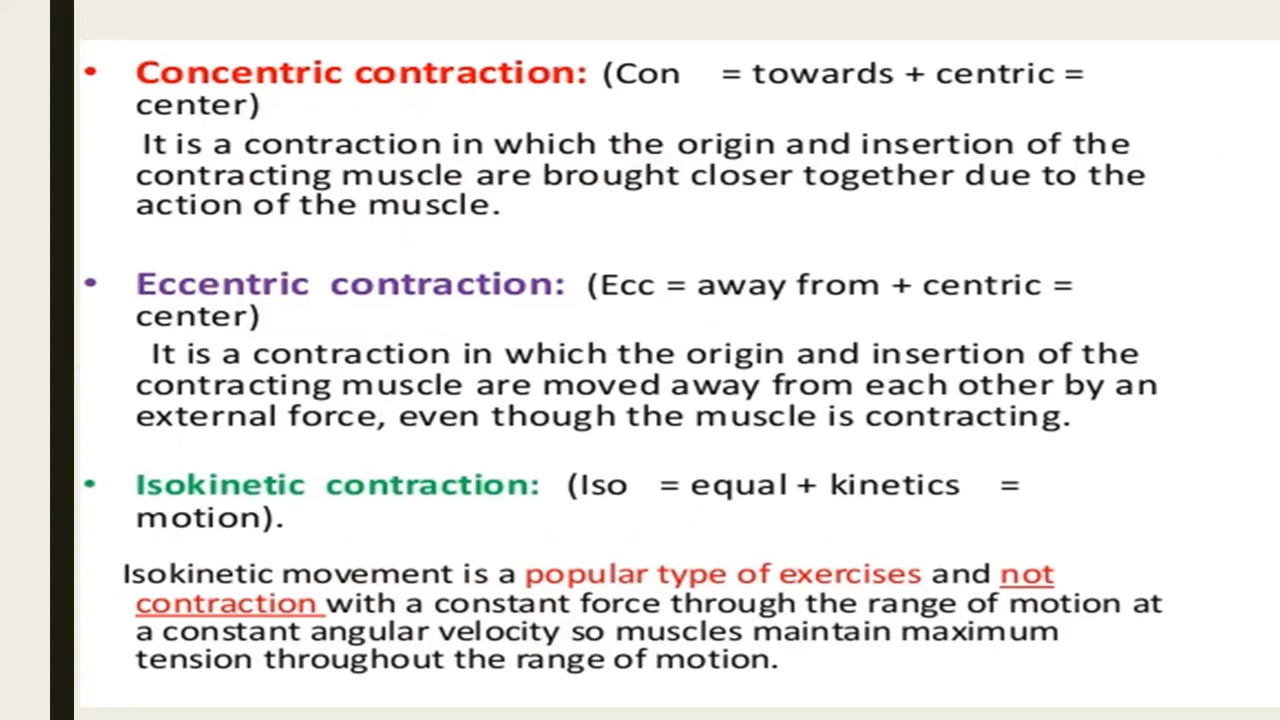 • Concentric contraction: (Con = towards + centric =
center)
It is a contraction in which the origin and insertion of the
contracting muscle are brought closer together due to the
action of the muscle.
• Eccentric contraction: (Ecc = away from + centric =
center)
It is a contraction in which the origin and insertion of the
contracting muscle are moved away from each other by an
external force, even though the muscle is contracting.
• Isokinetic contraction: (Iso = equal + kinetics =
motion).
Isokinetic movement is a popular type of exercises and not
contraction with a constant force through the range of motion at
a constant angular velocity so muscles maintain maximum
tension throughout the range of motion.